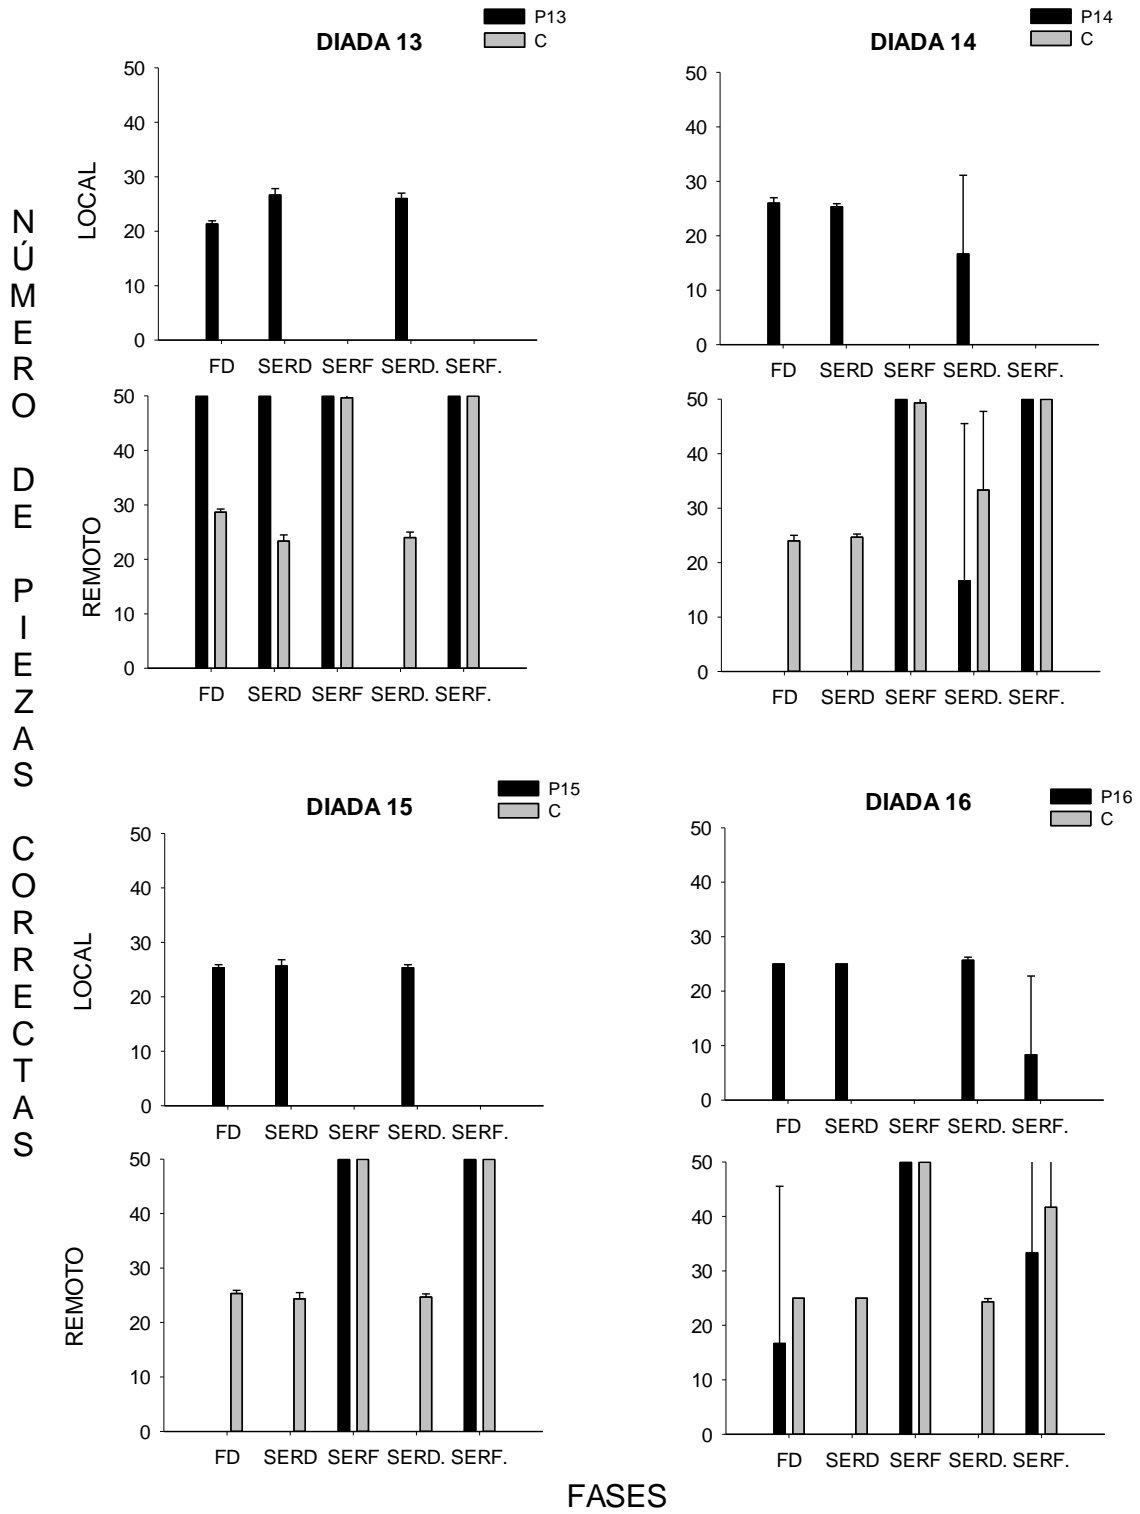 NÚMERO DE PIEZAS CORRECTAS
DIADA 13
P13
C
LOCAL
50
40
30
20
10
0
FD SERD SERF SERD. SERF.
REMOTO
50
40
30
20
10
0
FD SERD SERF SERD. SERF.
DIADA 14
P14
C
50
40
30
20
10
0
FD SERD SERF SERD. SERF.
50
40
30
20
10
0
FD SERD SERF SERD. SERF.
DIADA 15
P15
C
LOCAL
50
40
30
20
10
0
FD SERD SERF SERD. SERF.
REMOTO
50
40
30
20
10
0
FD SERD SERF SERD. SERF.
DIADA 16
P16
C
50
40
30
20
10
0
FD SERD SERF SERD. SERF.
50
40
30
20
10
0
FD SERD SERF SERD. SERF.
FASES